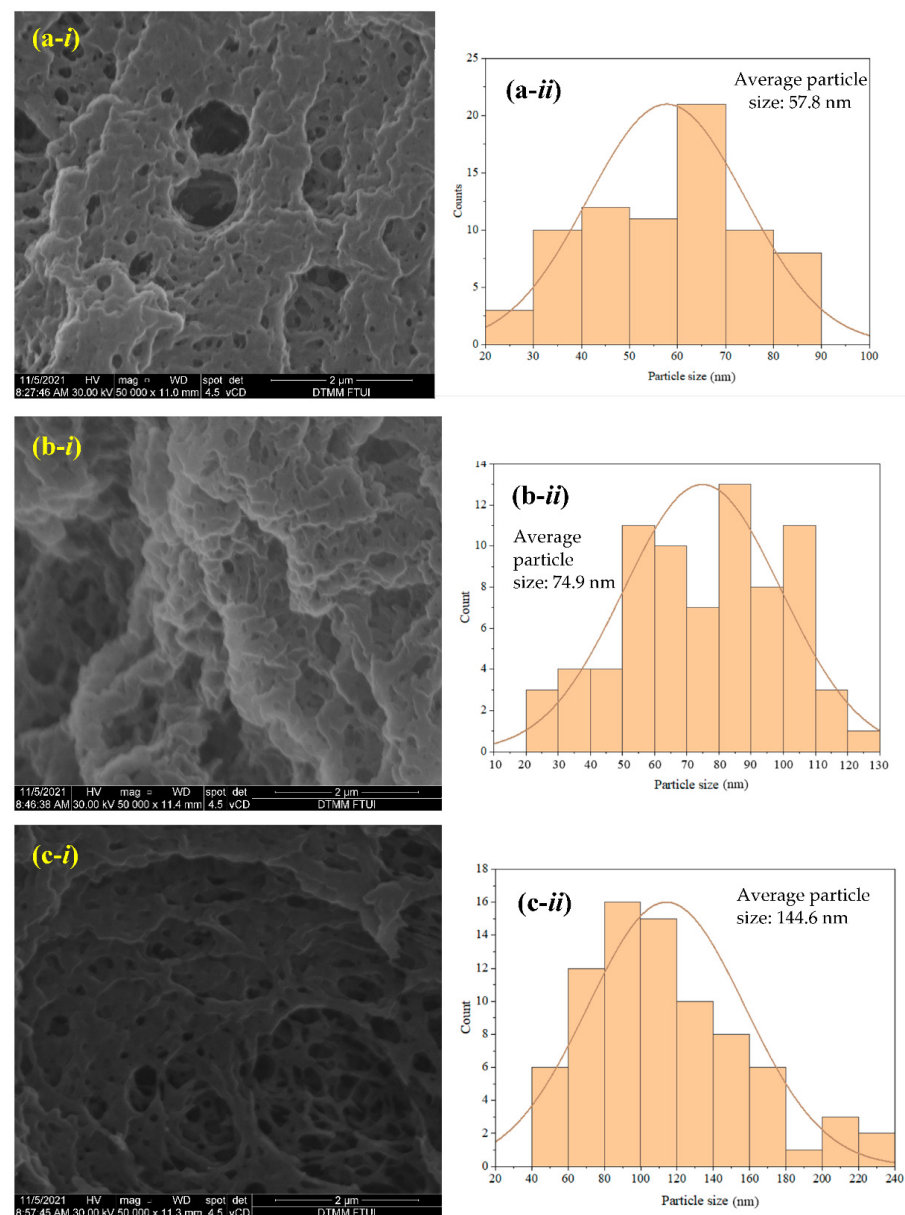 (a-i)
11/5/2021 HV mag □ WD spot det 2 μm
8:27:46 AM 30.00 kV 50 000 x 11.0 mm 4.5 vCD DTMM FTUI
(a-ii)
Average particle
size: 57.8 nm
Counts
25
20
15
10
5
0
20 30 40 50 60 70 80 90 100
Particle size (nm)
(b-i)
11/5/2021 HV mag □ WD spot det 2 μm
8:46:38 AM 30.00 kV 50 000 x 11.4 mm 4.5 vCD DTMM FTUI
(b-ii)
Average
particle
size: 74.9 nm
Count
14
12
10
8
6
4
2
0
10 20 30 40 50 60 70 80 90 100 110 120 130
Particle size (nm)
(c-i)
11/5/2021 HV mag □ WD spot det 2 μm
8:57:45 AM 30.00 kV 50 000 x 11.3 mm 4.5 vCD DTMM FTUI
(c-ii)
Average particle
size: 144.6 nm
Count
18
16
14
12
10
8
6
4
2
0
20 40 60 80 100 120 140 160 180 200 220 240
Particle size (nm)